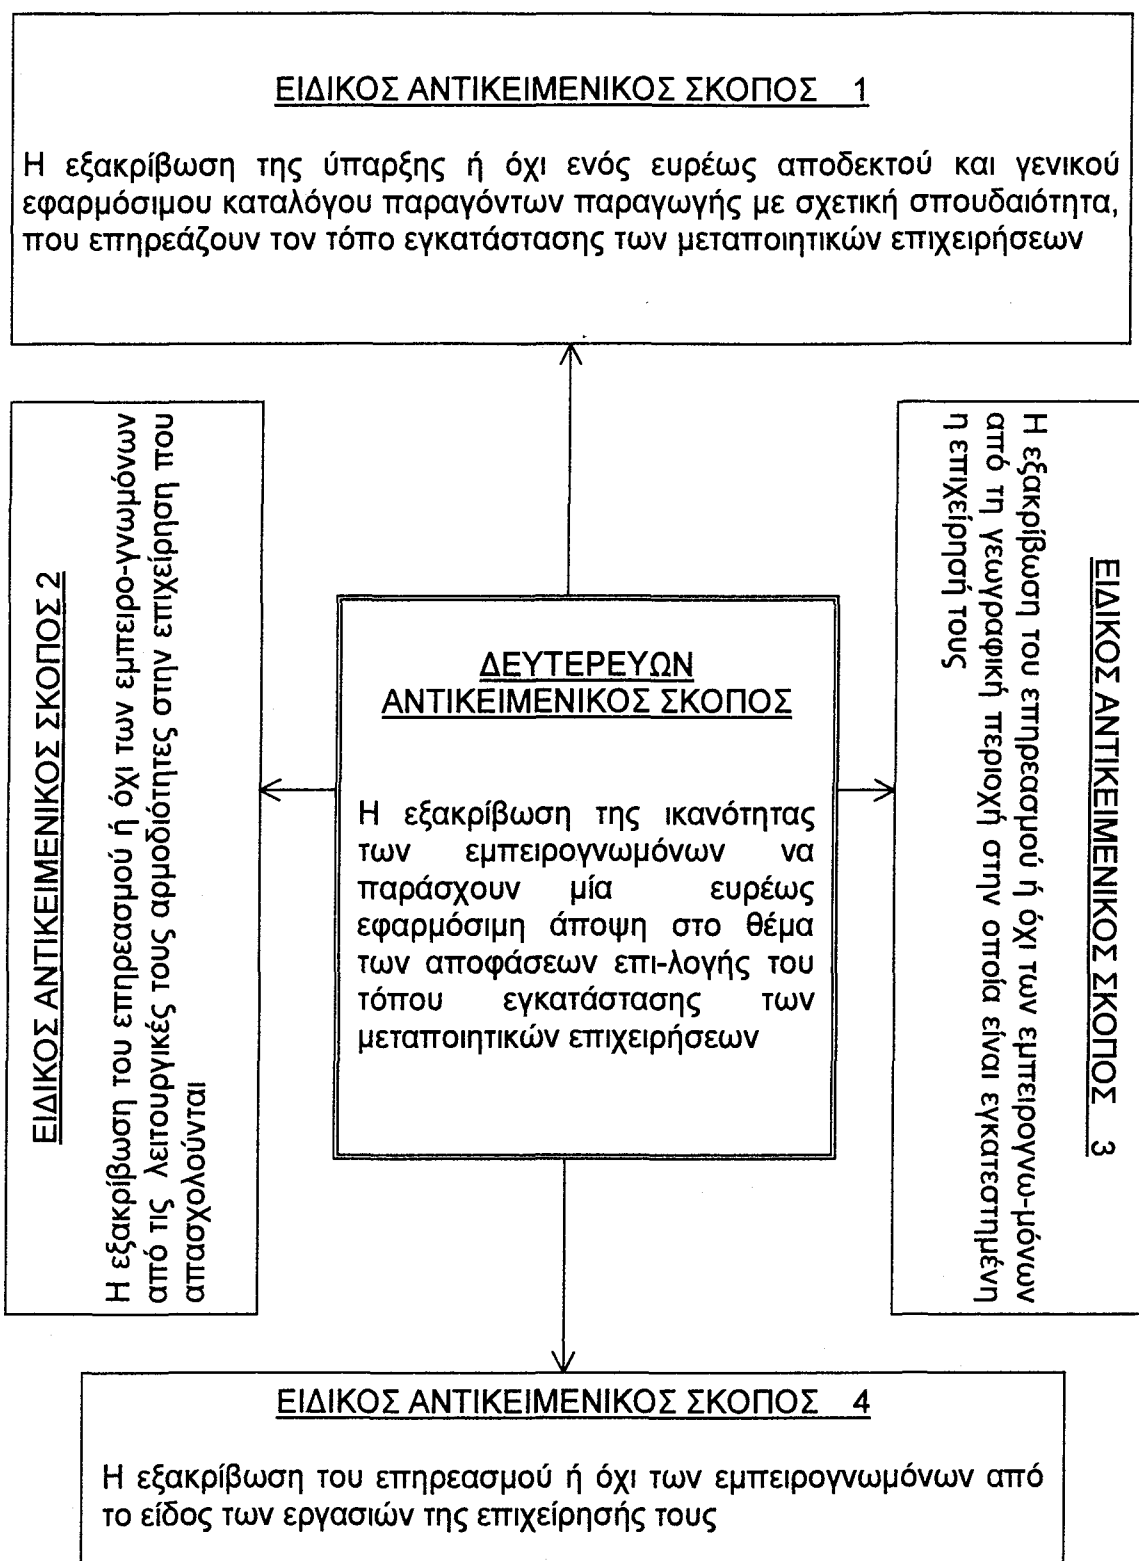 ΕΙΔΙΚΟΣ ΑΝΤΙΚΕΙΜΕΝΙΚΟΣ ΣΚΟΠΟΣ 1
Η εξακρίβωση της ύπαρξης ή όχι ενός ευρέως αποδεκτού και γενικού
εφαρμόσιμου καταλόγου παραγόντων παραγωγής με σχετική σπουδαιότητα,
που επηρεάζουν τον τόπο εγκατάστασης των μεταποιητικών επιχειρήσεων
ΕΙΔΙΚΟΣ ΑΝΤΙΚΕΙΜΕΝΙΚΟΣ ΣΚΟΠΟΣ 2
Η εξακρίβωση του επηρεασμού ή όχι των εμπειρο-γνωμόνων
από τις λειτουργικές τους αρμοδιότητες στην επιχείρηση που
απασχολούνται
ΔΕΥΤΕΡΕΥΩΝ
ΑΝΤΙΚΕΙΜΕΝΙΚΟΣ ΣΚΟΠΟΣ
Η εξακρίβωση της ικανότητας
των εμπειρογνωμόνων να
παράσχουν μία ευρέως
εφαρμόσιμη άποψη στο θέμα
των αποφάσεων επι-λογής του
τόπου εγκατάστασης των
μεταποιητικών επιχειρήσεων
ΕΙΔΙΚΟΣ ΑΝΤΙΚΕΙΜΕΝΙΚΟΣ ΣΚΟΠΟΣ 3
Η εξακρίβωση του επηρεασμού ή όχι των εμπειρογνω-μόνων
από τη γεωγραφική περιοχή στην οποία είναι εγκατεστημένη
η επιχείρησή τους
ΕΙΔΙΚΟΣ ΑΝΤΙΚΕΙΜΕΝΙΚΟΣ ΣΚΟΠΟΣ 4
Η εξακρίβωση του επηρεασμού ή όχι των εμπειρογνωμόνων από
το είδος των εργασιών της επιχείρησής τους